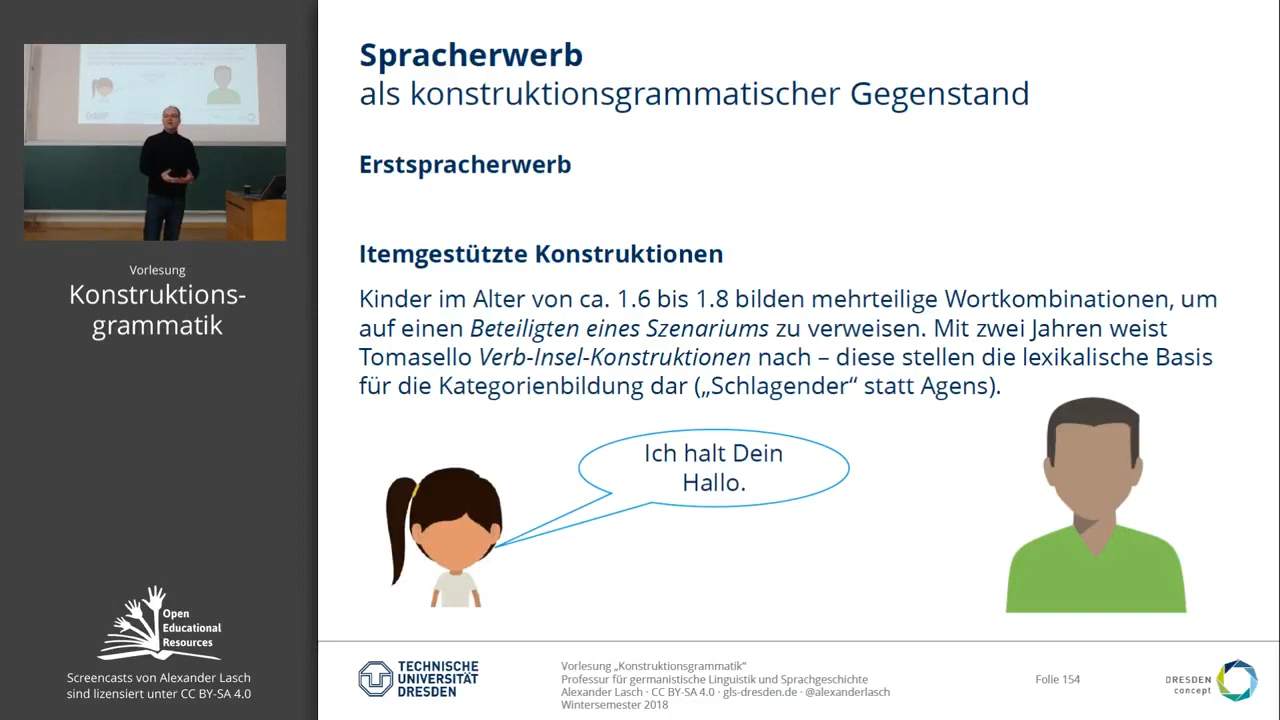 Spracherwerb
als konstruktionsgrammatischer Gegenstand
Erstspracherwerb
Itemgestützte Konstruktionen
Kinder im Alter von ca. 1.6 bis 1.8 bilden mehrteilige Wortkombinationen, um
auf einen Beteiligten eines Szenariums zu verweisen. Mit zwei Jahren weist
Tomasello Verb-Insel-Konstruktionen nach – diese stellen die lexikalische Basis
für die Kategorienbildung dar („Schlagender“ statt Agens).
Ich halt Dein
Hallo.
Vorlesung
Konstruktions-
grammatik
Open
Educational
Resources
Screencasts von Alexander Lasch
sind lizensiert unter CC BY-SA 4.0
TECHNISCHE
UNIVERSITÄT
DRESDEN
Vorlesung „Konstruktionsgrammatik“
Professur für germanistische Linguistik und Sprachgeschichte
Alexander Lasch · CC BY-SA 4.0 · gls-dresden.de · @alexanderlasch
Wintersemester 2018
Folie 154
DRESDEN
concept